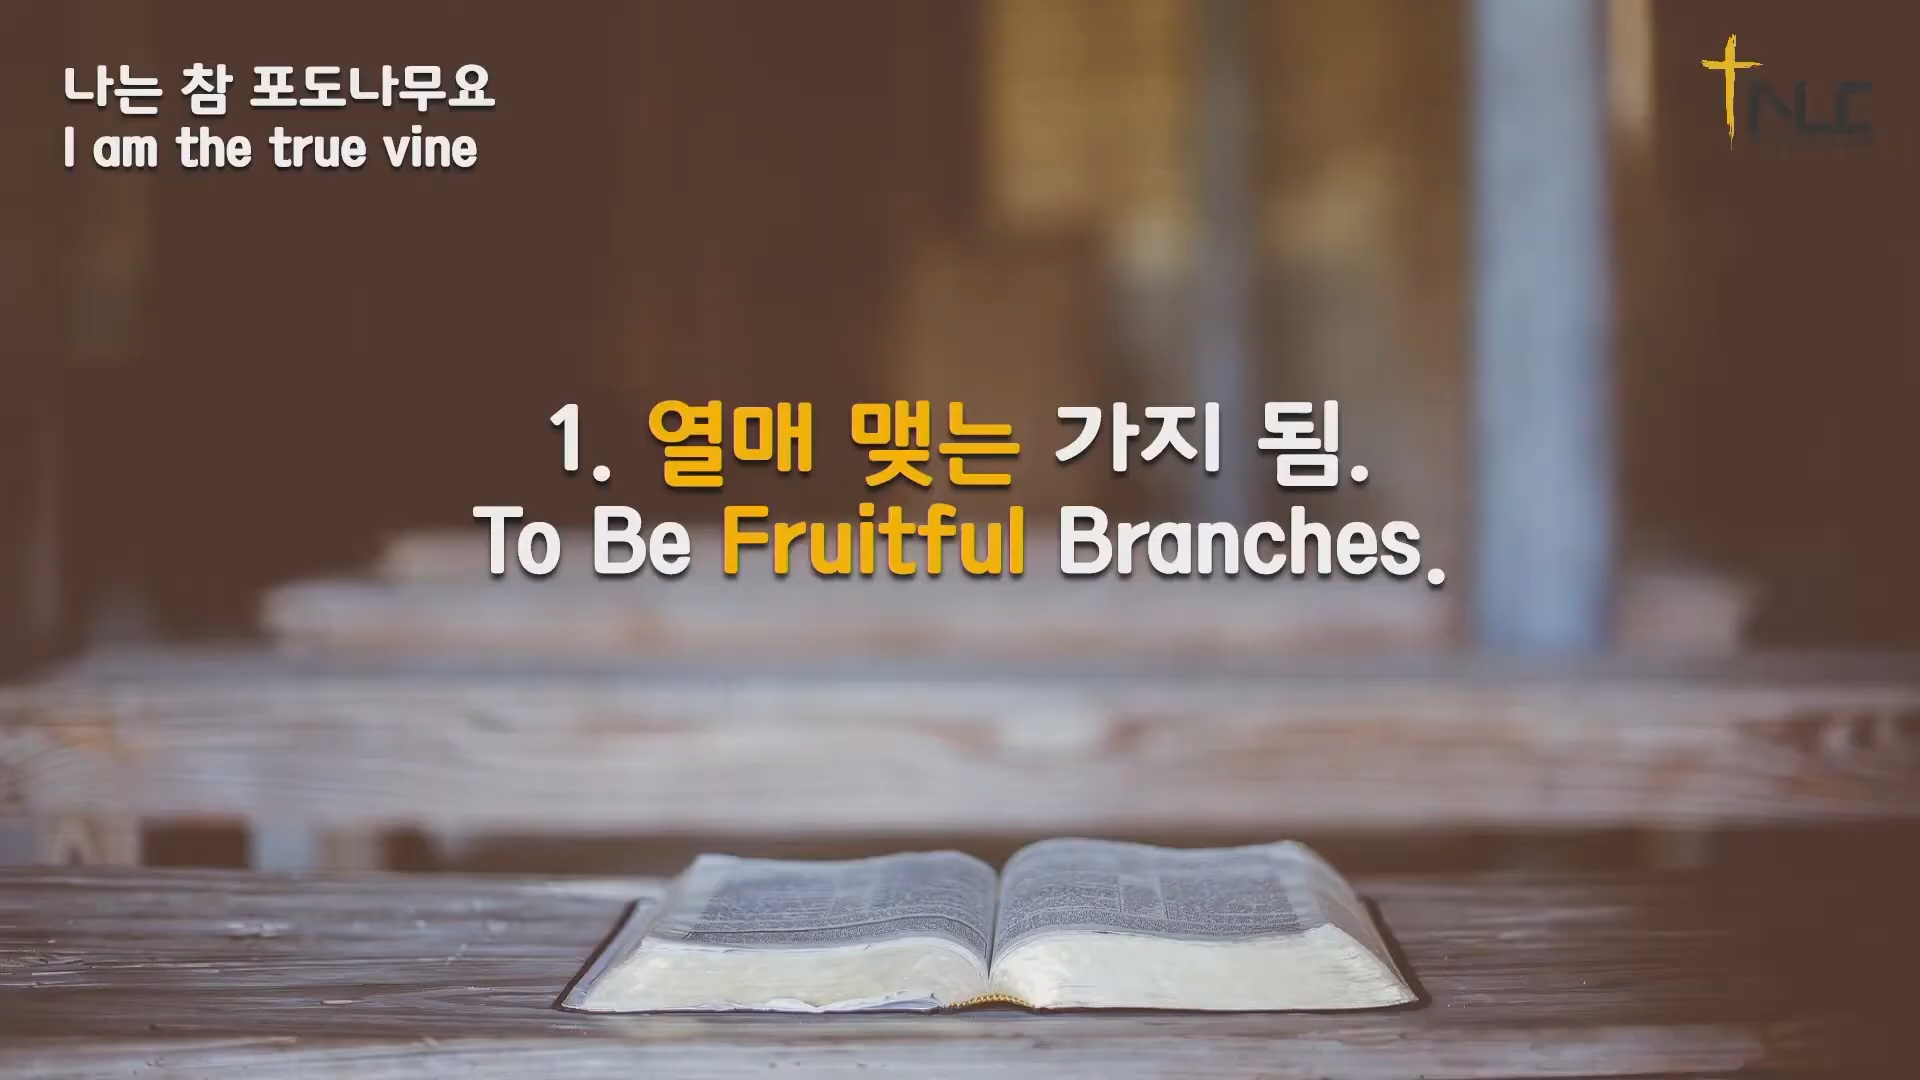 나는 참 포도나무요
I am the true vine
NLC
1. 열매 맺는 가지 됨.
To Be Fruitful Branches.